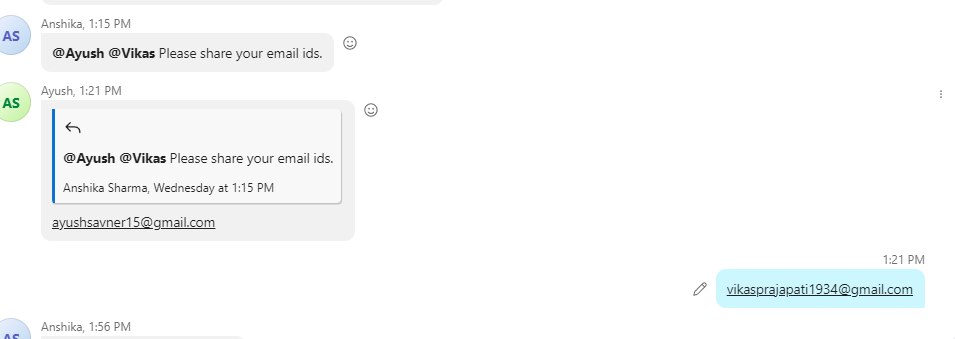 Anshika, 1:15 PM
AS
@Ayush @Vikas Please share your email ids.
Ayush, 1:21 PM
AS
@Ayush @Vikas Please share your email ids.
Anshika Sharma, Wednesday at 1:15 PM
ayushsavner15@gmail.com
1:21 PM
vikasprajapati1934@gmail.com
Anshika, 1:56 PM
AS